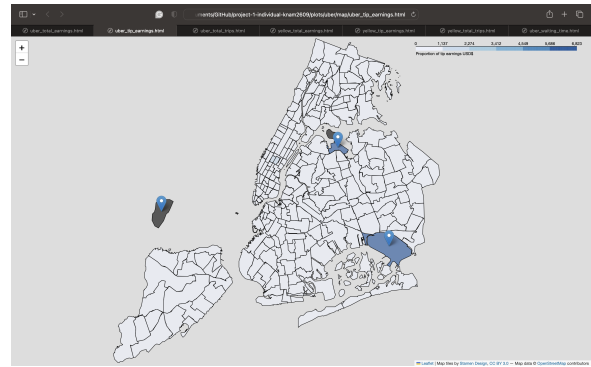 ments/GitHub/project-1-individual-knam2609/plots/uber/map/uber_tip_earnings.html
uber_total_earnings.html
uber_tip_earnings.html
uber_total_trips.html
yellow_total_earnings.html
yellow_tip_earnings.html
yellow_total_trips.html
uber_waiting_time.html
+
−
0 1,137 2,274 3,412 4,549 5,686 6,823
Proportion of tip earnings USD$
Leaflet | Map tiles by Stamen Design, CC BY 3.0 — Map data © OpenStreetMap contributors